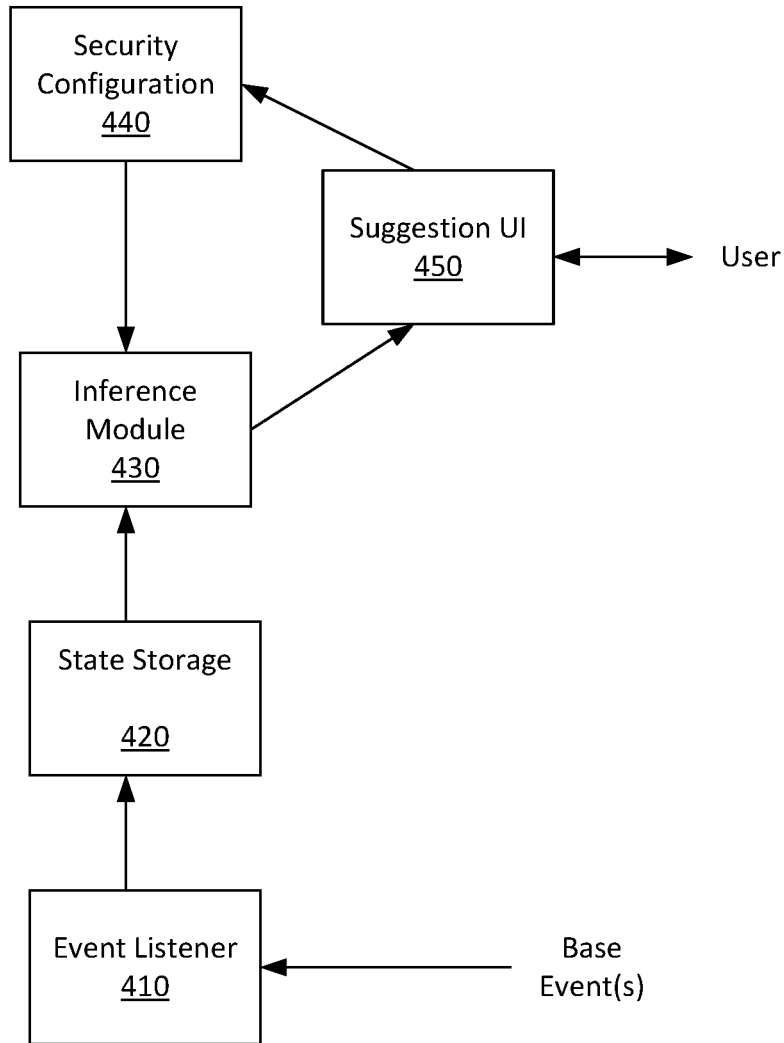 Security
Configuration
440
Suggestion UI
450
User
Inference
Module
430
State Storage
420
Event Listener
410
Base
Event(s)